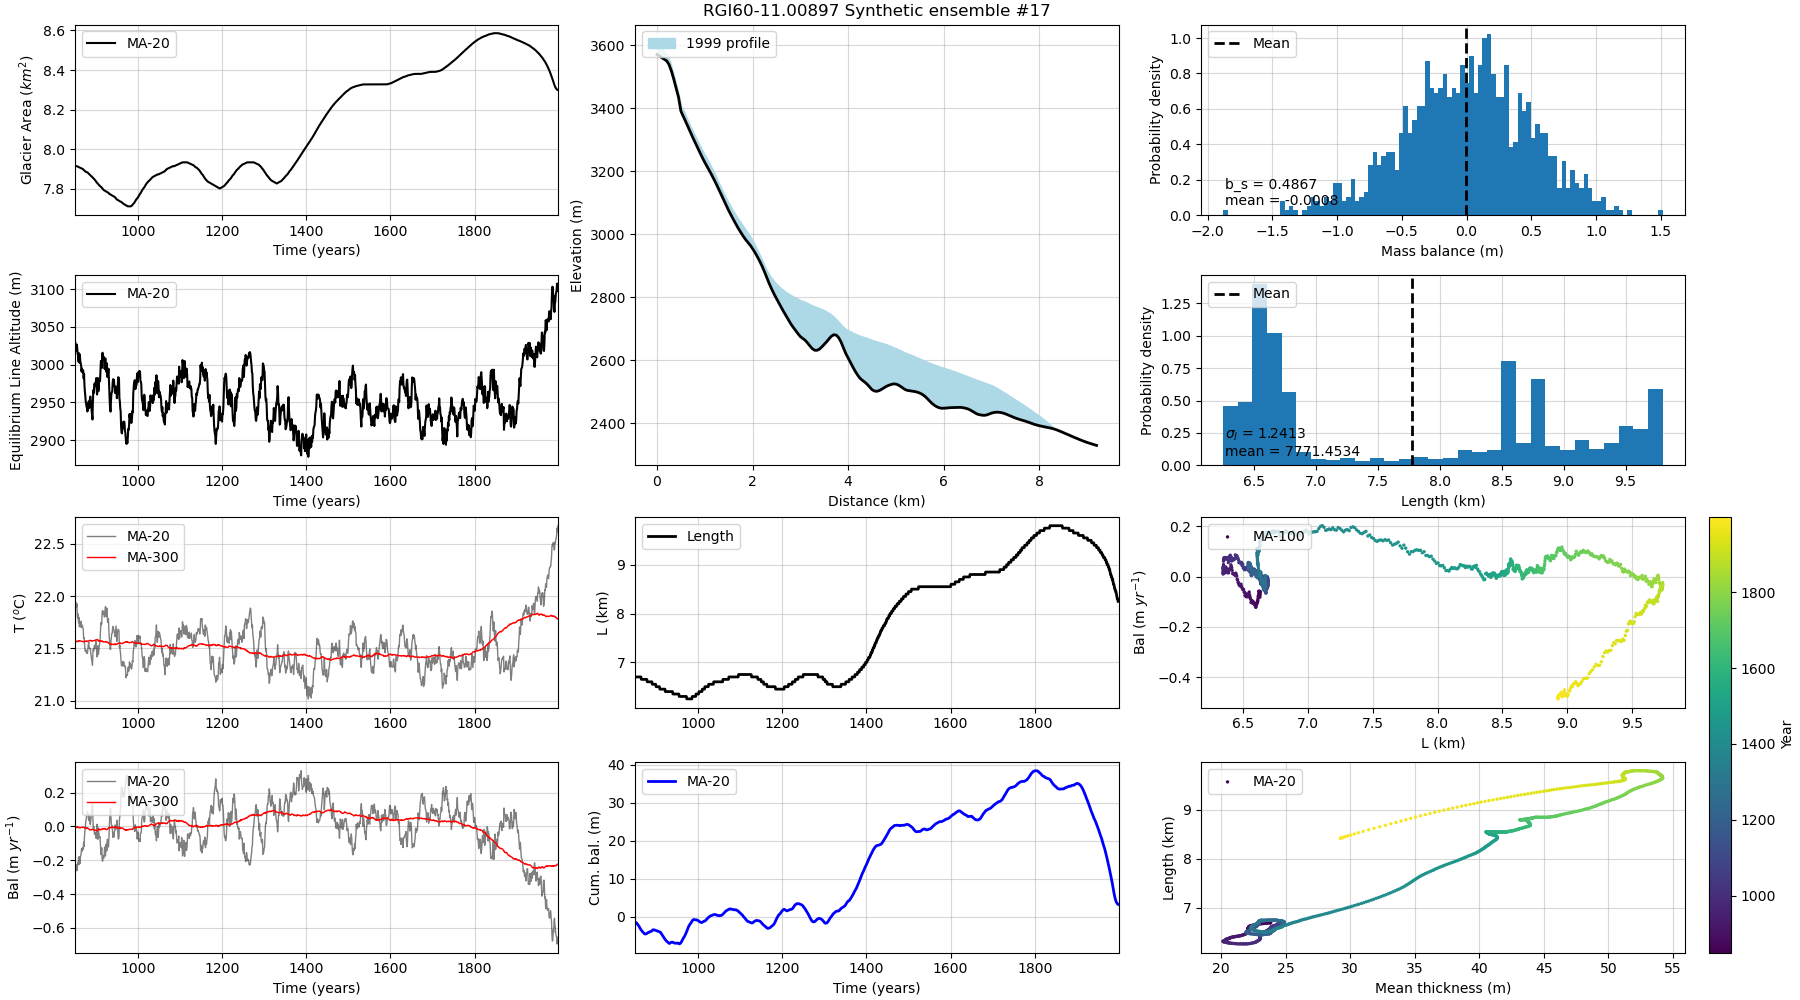 RGI60-11.00897 Synthetic ensemble #17
Glacier Area (km²)
8.6
8.4
8.2
8.0
7.8
MA-20
1000 1200 1400 1600 1800
Time (years)
Equilibrium Line Altitude (m)
3100
3050
3000
2950
2900
MA-20
1000 1200 1400 1600 1800
Time (years)
T (°C)
22.5
22.0
21.5
21.0
MA-20
MA-300
1000 1200 1400 1600 1800
Bal (m yr⁻¹)
0.2
0.0
−0.2
−0.4
−0.6
MA-20
MA-300
1000 1200 1400 1600 1800
Time (years)
Elevation (m)
3600
3400
3200
3000
2800
2600
2400
1999 profile
0 2 4 6 8
Distance (km)
L (km)
9
8
7
Length
1000 1200 1400 1600 1800
Cum. bal. (m)
40
30
20
10
0
MA-20
1000 1200 1400 1600 1800
Time (years)
Probability density
1.0
0.8
0.6
0.4
0.2
0.0
Mean
b_s = 0.4867
mean = -0.0008
−2.0 −1.5 −1.0 −0.5 0.0 0.5 1.0 1.5
Mass balance (m)
Probability density
1.25
1.00
0.75
0.50
0.25
0.00
Mean
σₗ = 1.2413
mean = 7771.4534
6.5 7.0 7.5 8.0 8.5 9.0 9.5
Length (km)
Bal (m yr⁻¹)
0.2
0.0
−0.2
−0.4
MA-100
6.5 7.0 7.5 8.0 8.5 9.0 9.5
L (km)
Length (km)
9
8
7
MA-20
20 25 30 35 40 45 50 55
Mean thickness (m)
1800
1600
1400
1200
1000
Year